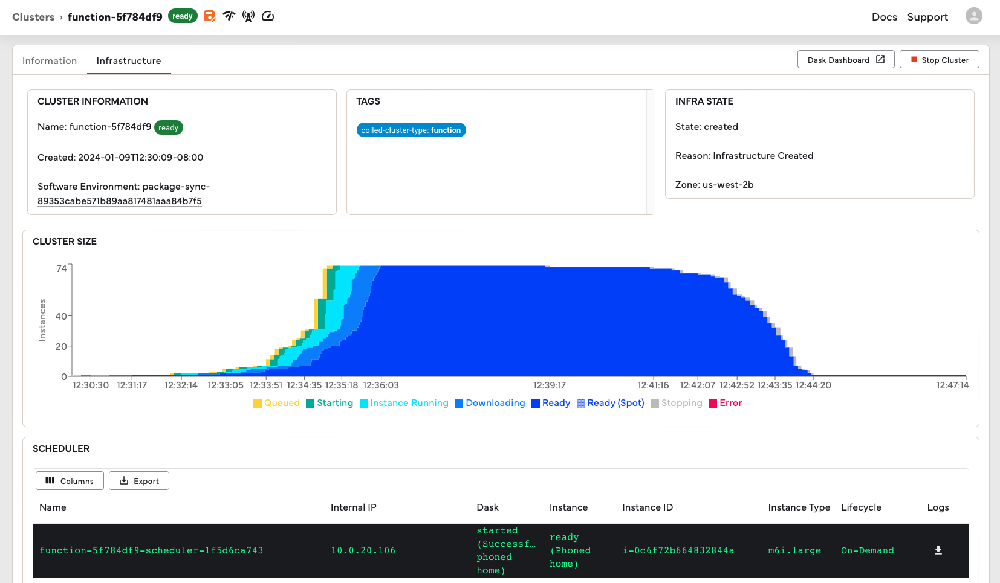 Clusters › function-5f784df9 ready Docs Support
Information Infrastructure Dask Dashboard Stop Cluster
CLUSTER INFORMATION
Name: function-5f784df9 ready
Created: 2024-01-09T12:30:09-08:00
Software Environment: package-sync-
89353cabe571b89aa817481aaa84b7f5
TAGS
coiled-cluster-type: function
INFRA STATE
State: created
Reason: Infrastructure Created
Zone: us-west-2b
CLUSTER SIZE
Instances
74
40
20
0
12:30:30 12:31:17 12:32:14 12:33:05 12:33:51 12:34:35 12:35:18 12:36:03 12:39:17 12:41:16 12:42:07 12:42:52 12:43:35 12:44:20 12:47:14
Queued Starting Instance Running Downloading Ready Ready (Spot) Stopping Error
SCHEDULER
Columns Export
Name Internal IP Dask Instance Instance ID Instance Type Lifecycle Logs
function-5f784df9-scheduler-1f5d6ca743
10.0.20.106
started
(Successf…
phoned
home)
ready
(Phoned
home)
i-0c6f72b664832844a
m6i.large
On-Demand